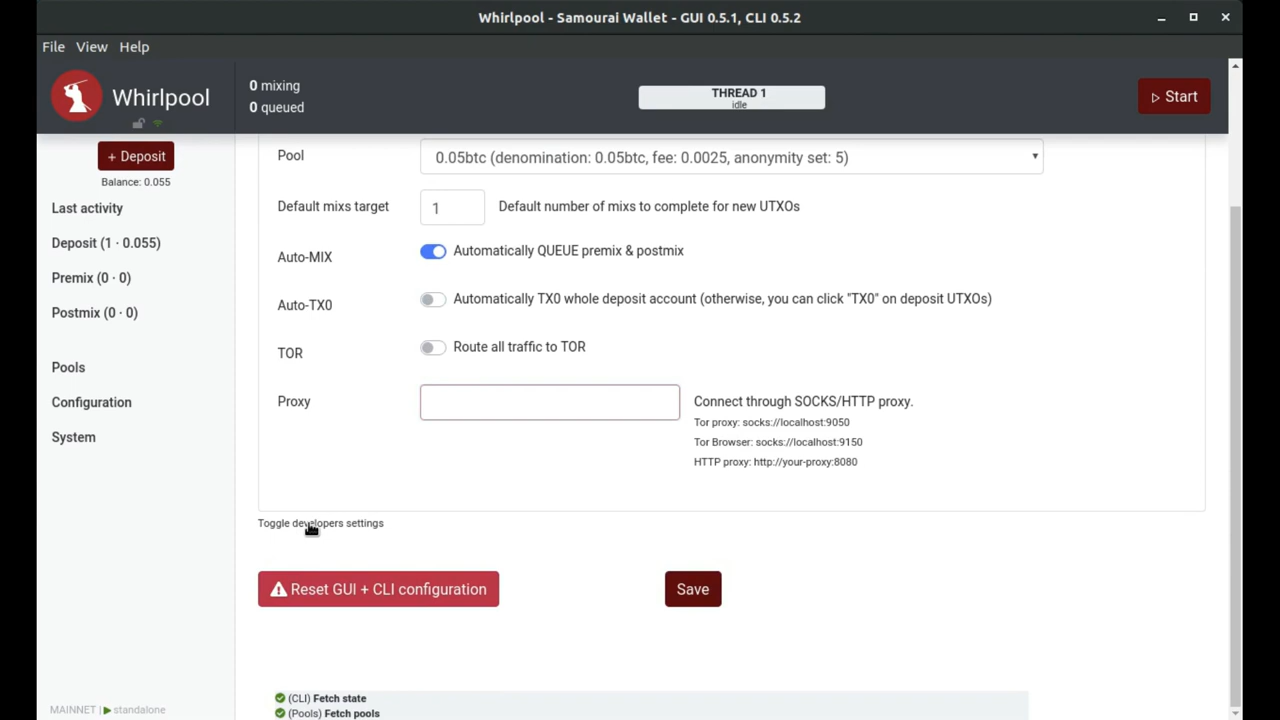 Whirlpool - Samourai Wallet - GUI 0.5.1, CLI 0.5.2
File View Help
Whirlpool
0 mixing
0 queued
THREAD 1
idle
Start
+ Deposit
Balance: 0.055
Last activity
Deposit (1 · 0.055)
Premix (0 · 0)
Postmix (0 · 0)
Pools
Configuration
System
MAINNET | standalone
Pool 0.05btc (denomination: 0.05btc, fee: 0.0025, anonymity set: 5)
Default mixs target 1 Default number of mixs to complete for new UTXOs
Auto-MIX Automatically QUEUE premix & postmix
Auto-TX0 Automatically TX0 whole deposit account (otherwise, you can click "TX0" on deposit UTXOs)
TOR Route all traffic to TOR
Proxy Connect through SOCKS/HTTP proxy.
Tor proxy: socks://localhost:9050
Tor Browser: socks://localhost:9150
HTTP proxy: http://your-proxy:8080
Toggle developers settings
Reset GUI + CLI configuration Save
(CLI) Fetch state
(Pools) Fetch pools